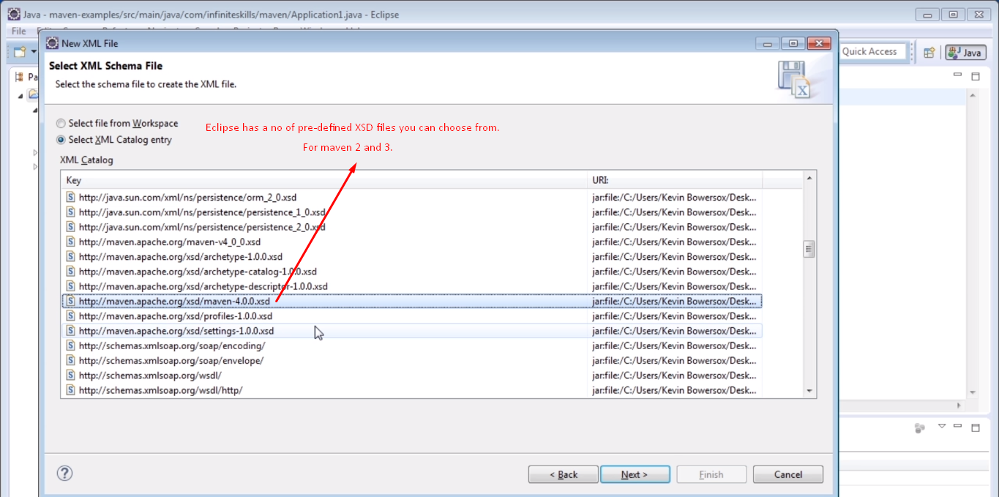 Java - maven-examples/src/main/java/com/infiniteskills/maven/Application1.java - Eclipse
File
New XML File
Quick Access
Java
Pa
Select XML Schema File
Select the schema file to create the XML file.
Select file from Workspace
Eclipse has a no of pre-defined XSD files you can choose from.
Select XML Catalog entry
For maven 2 and 3.
XML Catalog
Key URI:
http://java.sun.com/xml/ns/persistence/orm_2_0.xsd jar:file:/C:/Users/Kevin Bowersox/Desk...
http://java.sun.com/xml/ns/persistence/persistence_1_0.xsd jar:file:/C:/Users/Kevin Bowersox/Desk...
http://java.sun.com/xml/ns/persistence/persistence_2_0.xsd jar:file:/C:/Users/Kevin Bowersox/Desk...
http://maven.apache.org/maven-v4_0_0.xsd jar:file:/C:/Users/Kevin Bowersox/Desk...
http://maven.apache.org/xsd/archetype-1.0.0.xsd jar:file:/C:/Users/Kevin Bowersox/Desk...
http://maven.apache.org/xsd/archetype-catalog-1.0.0.xsd jar:file:/C:/Users/Kevin Bowersox/Desk...
http://maven.apache.org/xsd/archetype-descriptor-1.0.0.xsd jar:file:/C:/Users/Kevin Bowersox/Desk...
http://maven.apache.org/xsd/maven-4.0.0.xsd jar:file:/C:/Users/Kevin Bowersox/Desk...
http://maven.apache.org/xsd/profiles-1.0.0.xsd jar:file:/C:/Users/Kevin Bowersox/Desk...
http://maven.apache.org/xsd/settings-1.0.0.xsd jar:file:/C:/Users/Kevin Bowersox/Desk...
http://schemas.xmlsoap.org/soap/encoding/ jar:file:/C:/Users/Kevin Bowersox/Desk...
http://schemas.xmlsoap.org/soap/envelope/ jar:file:/C:/Users/Kevin Bowersox/Desk...
http://schemas.xmlsoap.org/wsdl/ jar:file:/C:/Users/Kevin Bowersox/Desk...
http://schemas.xmlsoap.org/wsdl/http/ jar:file:/C:/Users/Kevin Bowersox/Desk...
< Back Next > Finish Cancel